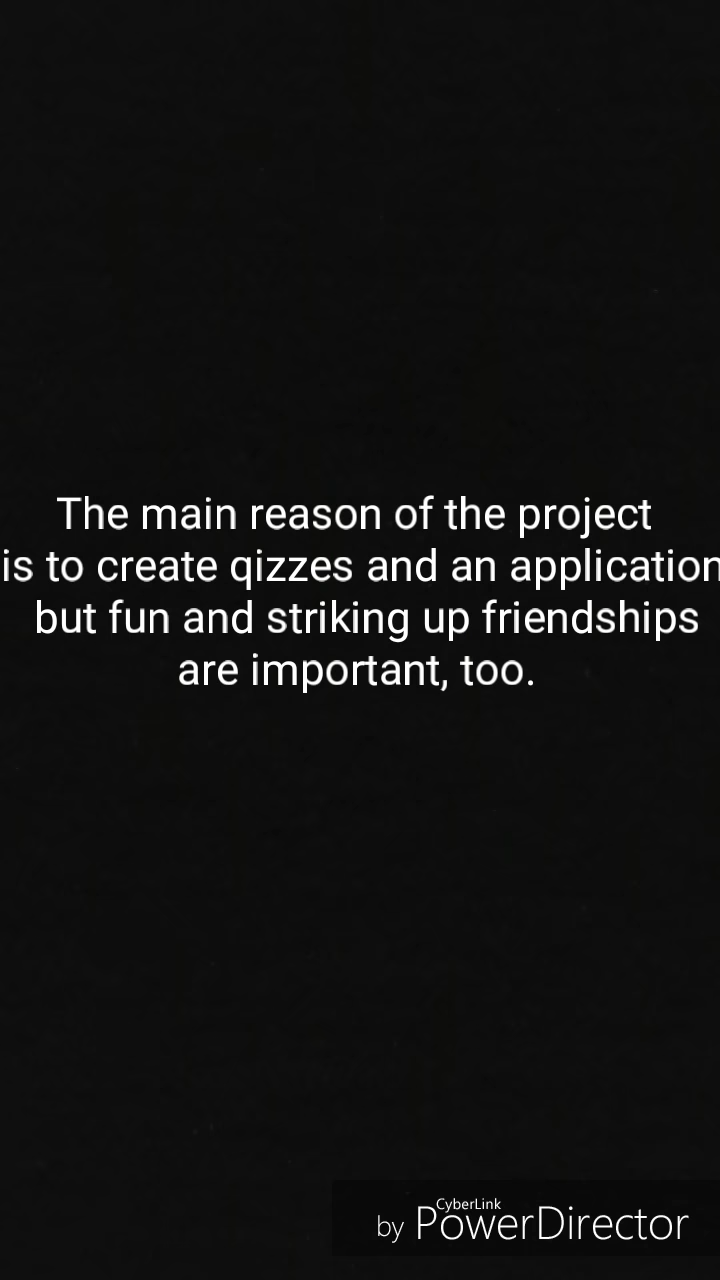 The main reason of the project
is to create qizzes and an application
but fun and striking up friendships
are important, too.
CyberLink
by PowerDirector